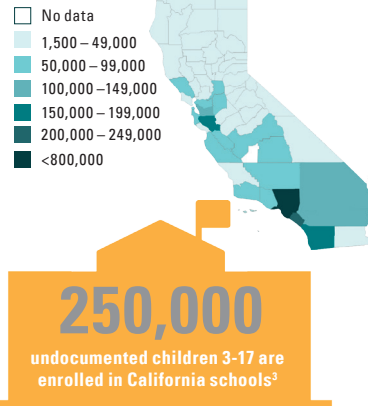 No data
1,500 – 49,000
50,000 – 99,000
100,000 –149,000
150,000 – 199,000
200,000 – 249,000
<800,000
250,000
undocumented children 3-17 are
enrolled in California schools³